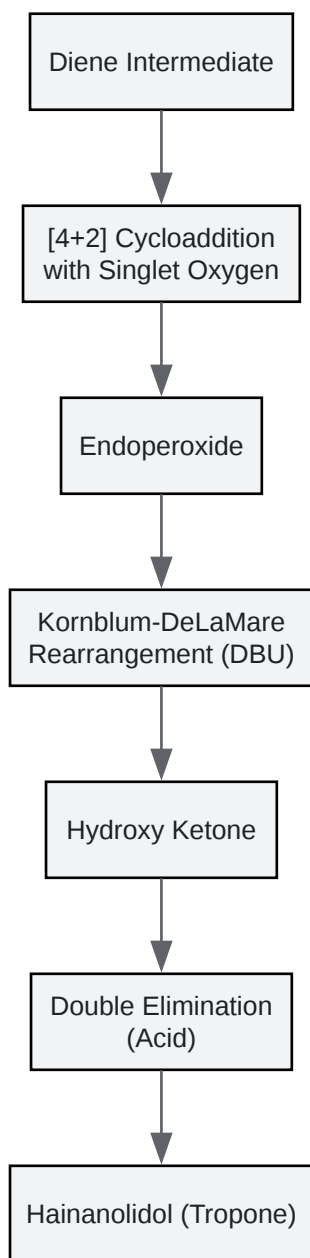 Diene Intermediate
[4+2] Cycloaddition
with Singlet Oxygen
Endoperoxide
Kornblum-DeLaMare
Rearrangement (DBU)
Hydroxy Ketone
Double Elimination
(Acid)
Hainanolidol (Tropone)